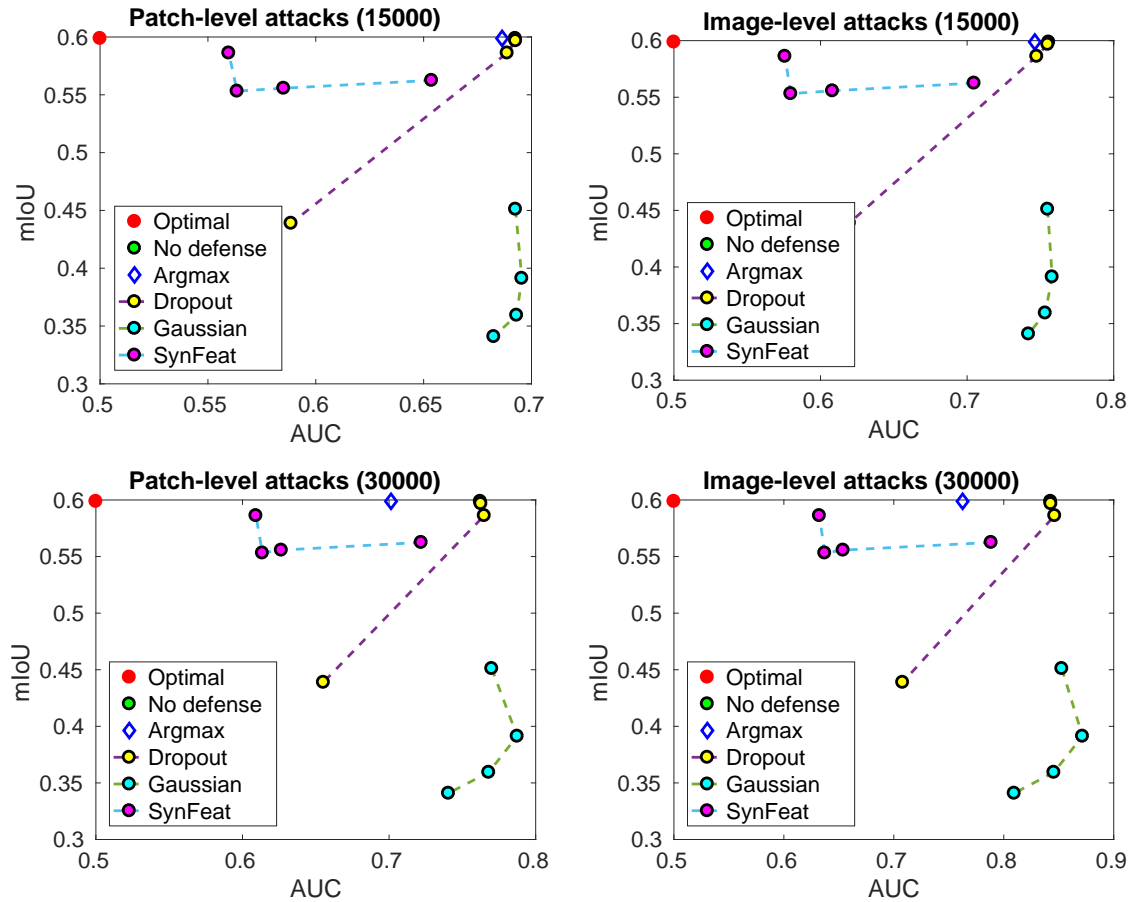 Patch-level attacks (15000)
0.6
0.55
0.5
0.45
0.4
0.35
0.3
mIoU
Optimal
No defense
Argmax
Dropout
Gaussian
SynFeat
0.5
0.55
0.6
0.65
0.7
AUC
Image-level attacks (15000)
0.6
0.55
0.5
0.45
0.4
0.35
0.3
mIoU
Optimal
No defense
Argmax
Dropout
Gaussian
SynFeat
0.5
0.6
0.7
0.8
AUC
Patch-level attacks (30000)
0.6
0.55
0.5
0.45
0.4
0.35
0.3
mIoU
Optimal
No defense
Argmax
Dropout
Gaussian
SynFeat
0.5
0.6
0.7
0.8
AUC
Image-level attacks (30000)
0.6
0.55
0.5
0.45
0.4
0.35
0.3
mIoU
Optimal
No defense
Argmax
Dropout
Gaussian
SynFeat
0.5
0.6
0.7
0.8
0.9
AUC